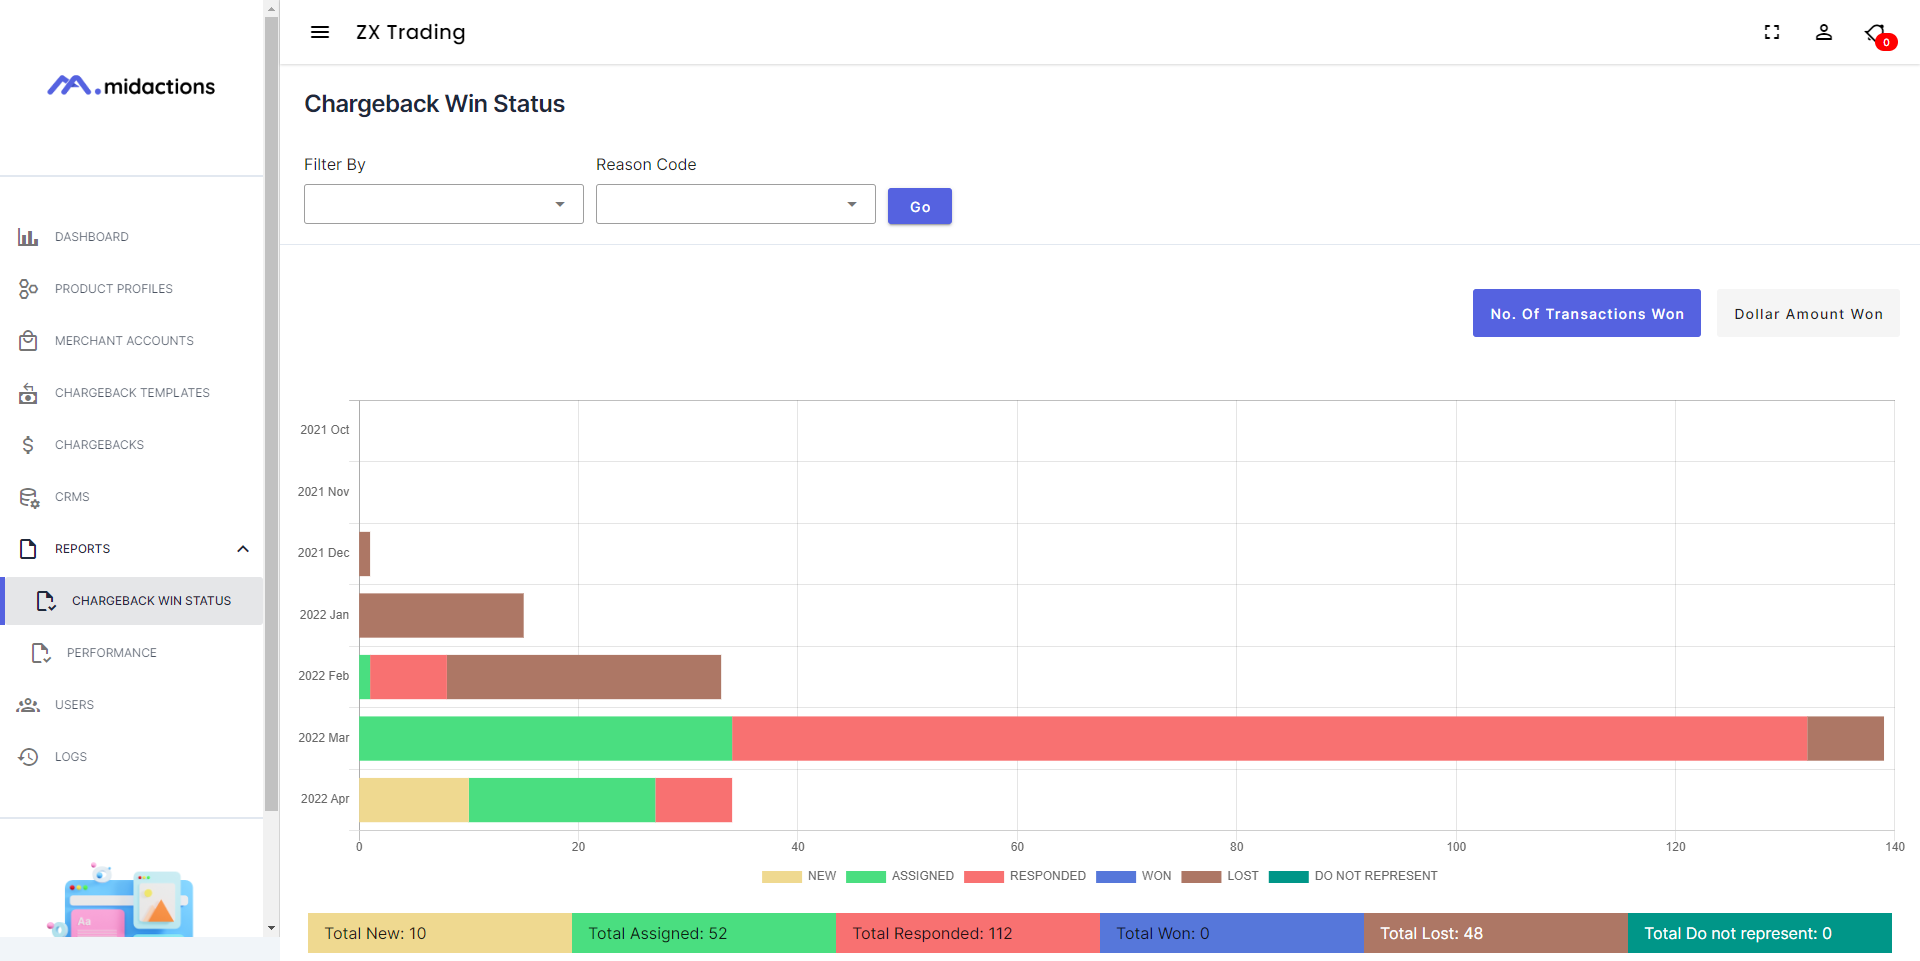 midactions
ZX Trading
0
Chargeback Win Status
Filter By
Reason Code
Go
DASHBOARD
PRODUCT PROFILES
MERCHANT ACCOUNTS
CHARGEBACK TEMPLATES
CHARGEBACKS
CRMS
REPORTS
CHARGEBACK WIN STATUS
PERFORMANCE
USERS
LOGS
Aa
No. Of Transactions Won
Dollar Amount Won
2021 Oct
2021 Nov
2021 Dec
2022 Jan
2022 Feb
2022 Mar
2022 Apr
0 20 40 60 80 100 120 140
NEW ASSIGNED RESPONDED WON LOST DO NOT REPRESENT
Total New: 10
Total Assigned: 52
Total Responded: 112
Total Won: 0
Total Lost: 48
Total Do not represent: 0